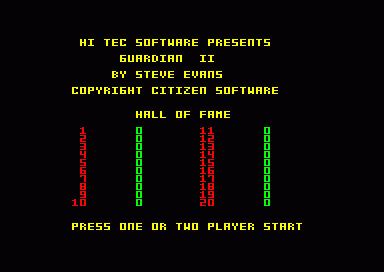 HI TEC SOFTWARE PRESENTS
GUARDIAN II
BY STEVE EVANS
COPYRIGHT CITIZEN SOFTWARE
HALL OF FAME
1 0 11 0
2 0 12 0
3 0 13 0
4 0 14 0
5 0 15 0
6 0 16 0
7 0 17 0
8 0 18 0
9 0 19 0
10 0 20 0
PRESS ONE OR TWO PLAYER START